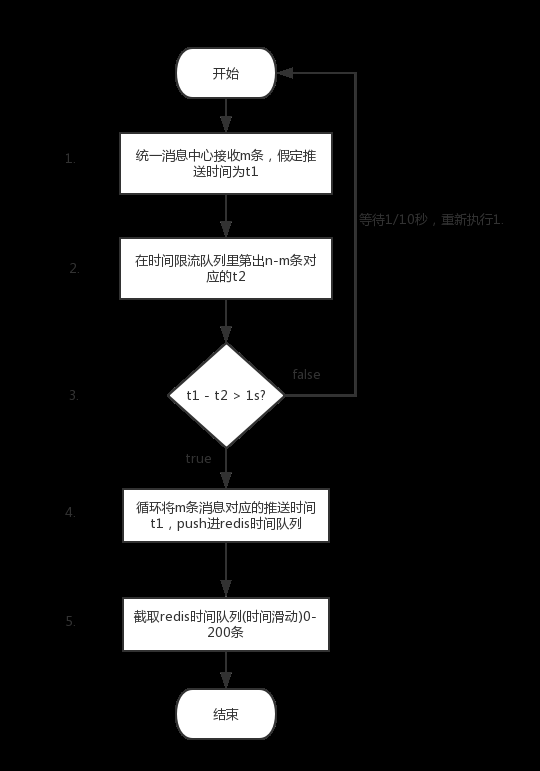 开始
1.
统一消息中心接收m条，假定推
送时间为t1
等待1/10秒，重新执行1.
2.
在时间限流队列里第出n-m条对
应的t2
3.
t1 - t2 > 1s?
false
true
4.
循环将m条消息对应的推送时间
t1，push进redis时间队列
5.
截取redis时间队列(时间滑动)0-
200条
结束